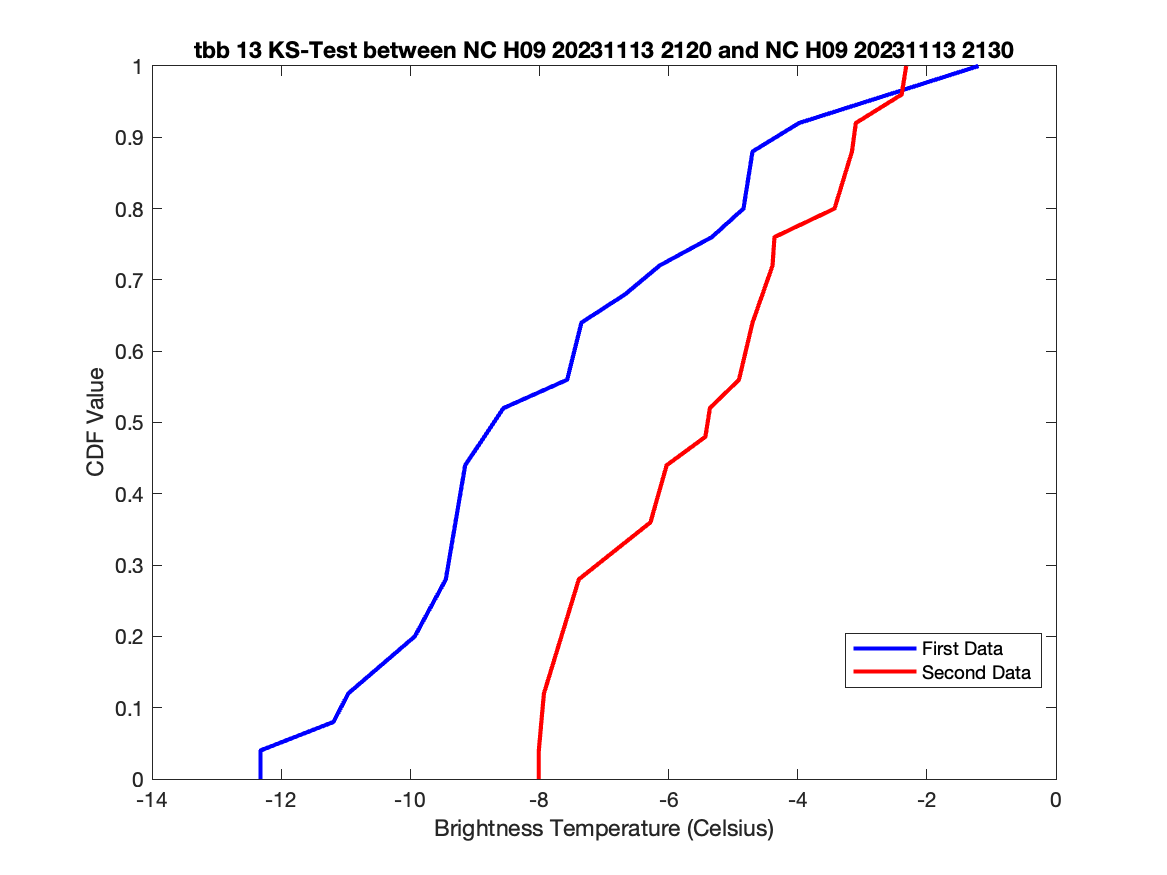 tbb 13 KS-Test between NC H09 20231113 2120 and NC H09 20231113 2130
1
0.9
0.8
0.7
0.6
0.5
0.4
0.3
0.2
0.1
0
CDF Value
First Data
Second Data
-14 -12 -10 -8 -6 -4 -2 0
Brightness Temperature (Celsius)